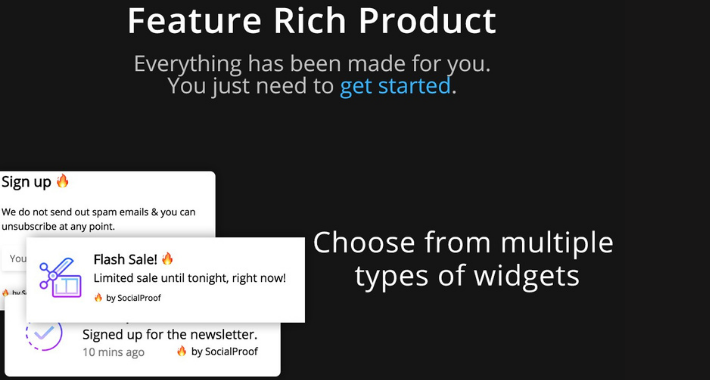 Feature Rich Product
Everything has been made for you.
You just need to get started.
Sign up 🔥
We do not send out spam emails & you can
unsubscribe at any point.
You
Flash Sale! 🔥
Limited sale until tonight, right now!
🔥 by SocialProof
🔥 by
Signed up for the newsletter.
10 mins ago 🔥 by SocialProof
Choose from multiple
types of widgets